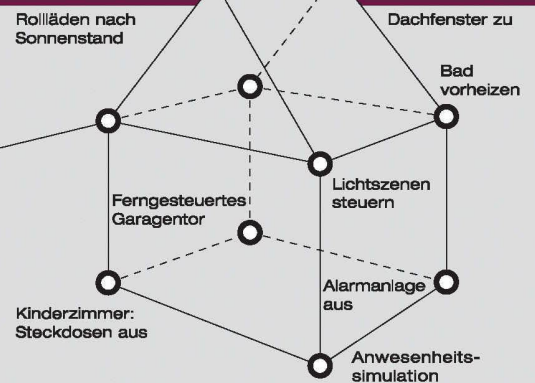 Rollläden nach
Sonnenstand
Dachfenster zu
Bad
vorheizen
Lichtszenen
steuern
Ferngesteuertes
Garagentor
Alarmanlage
aus
Kinderzimmer:
Steckdosen aus
Anwesenheits-
simulation